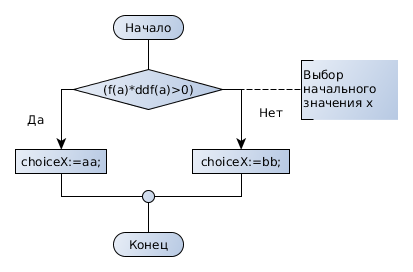 Начало
(f(a)*ddf(a)>0)
Выбор
начального
значения x
Да
Нет
choiceX:=aa;
choiceX:=bb;
Конец